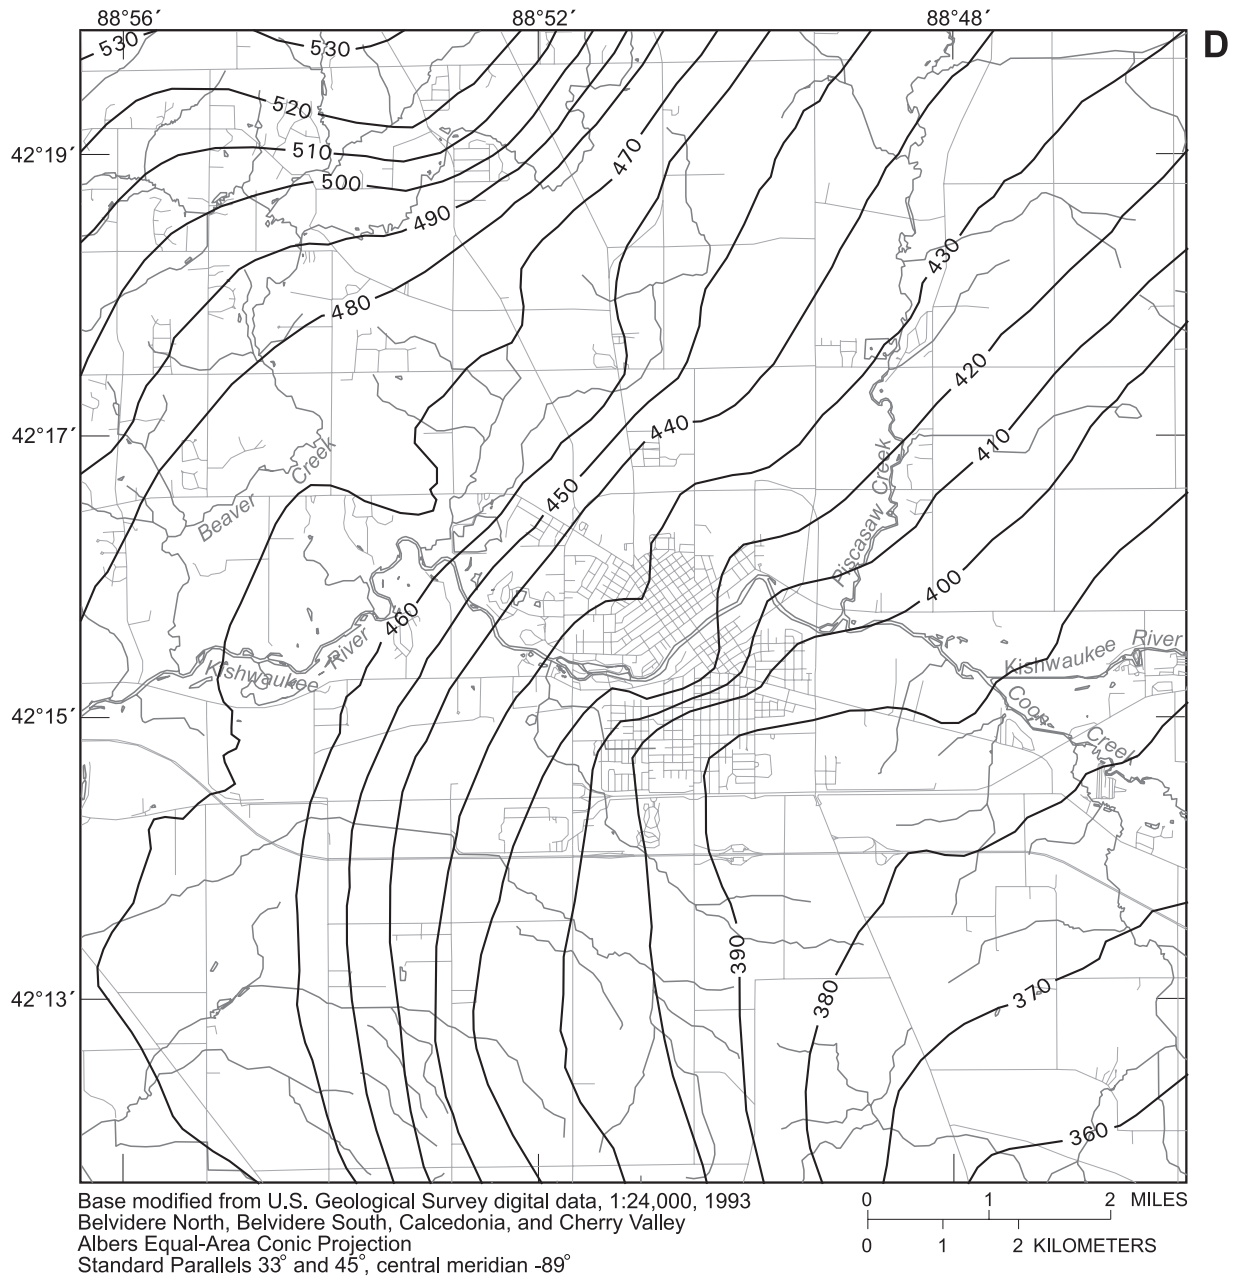 88°56′ 88°52′ 88°48′
D
530
530
520
42°19′
510
500
470
490
430
480
420
440
42°17′
410
Creek
Beaver
450
Piscasaw Creek
400
460
River
Kishwaukee
Kishwaukee River
Coon
Creek
42°15′
390
380
370
42°13′
360
Base modified from U.S. Geological Survey digital data, 1:24,000, 1993
Belvidere North, Belvidere South, Calcedonia, and Cherry Valley
Albers Equal-Area Conic Projection
Standard Parallels 33° and 45°, central meridian -89°
0 1 2 MILES
0 1 2 KILOMETERS